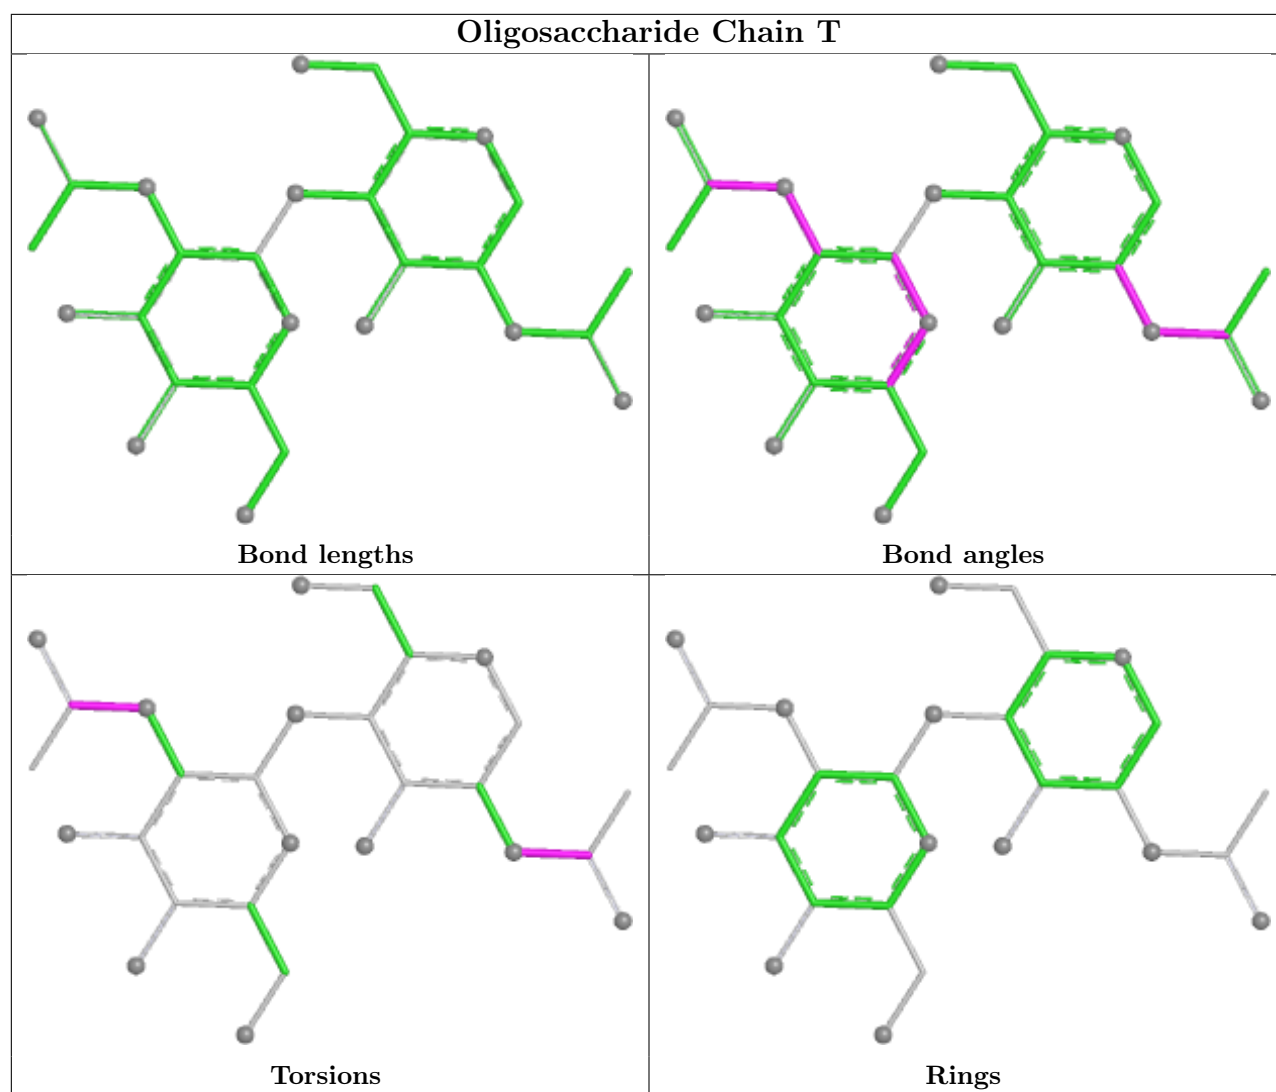 Oligosaccharide Chain T
Bond lengths
Bond angles
Torsions
Rings